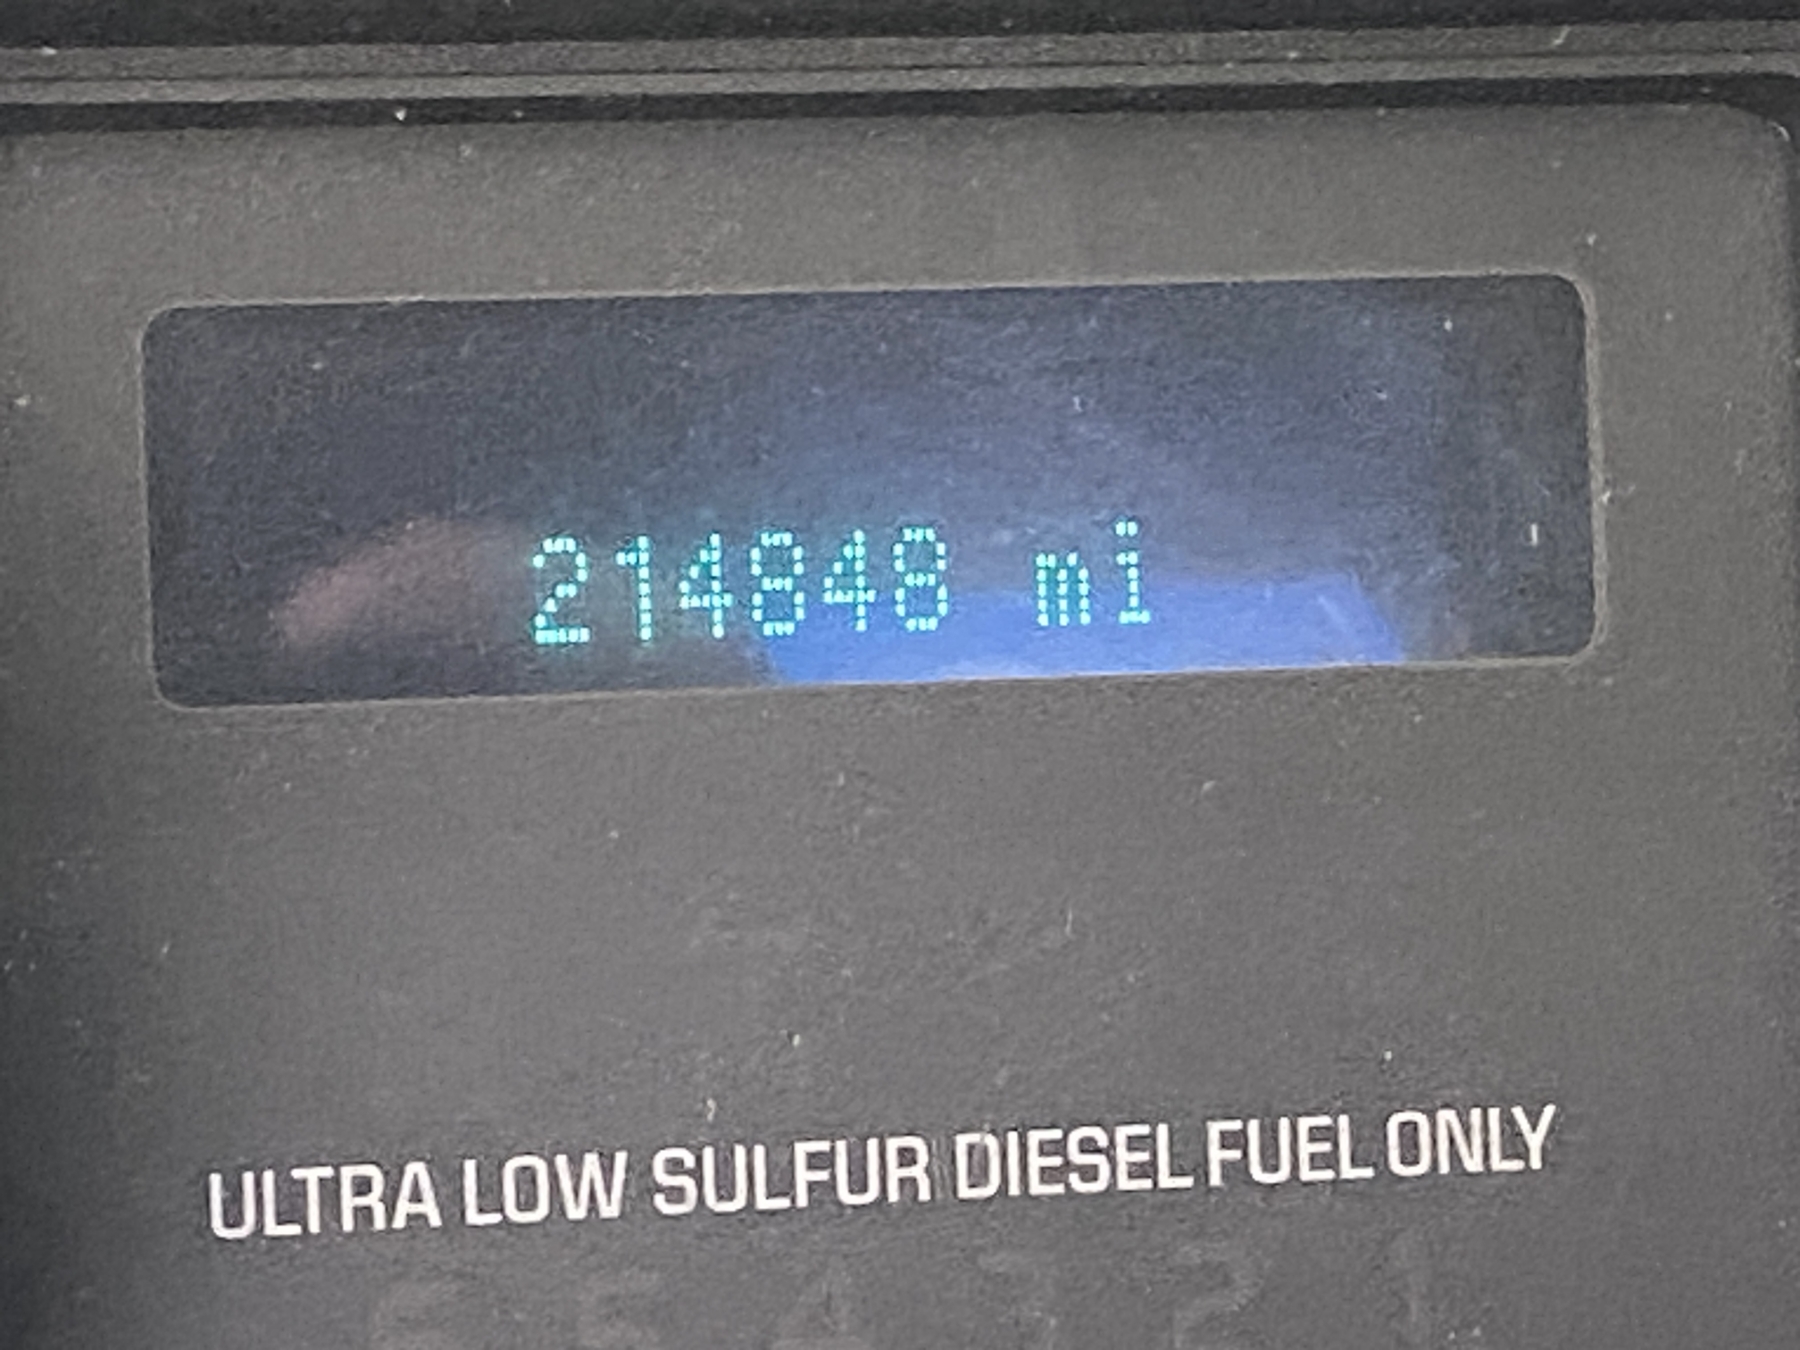 214848 mi
ULTRA LOW SULFUR DIESEL FUEL ONLY